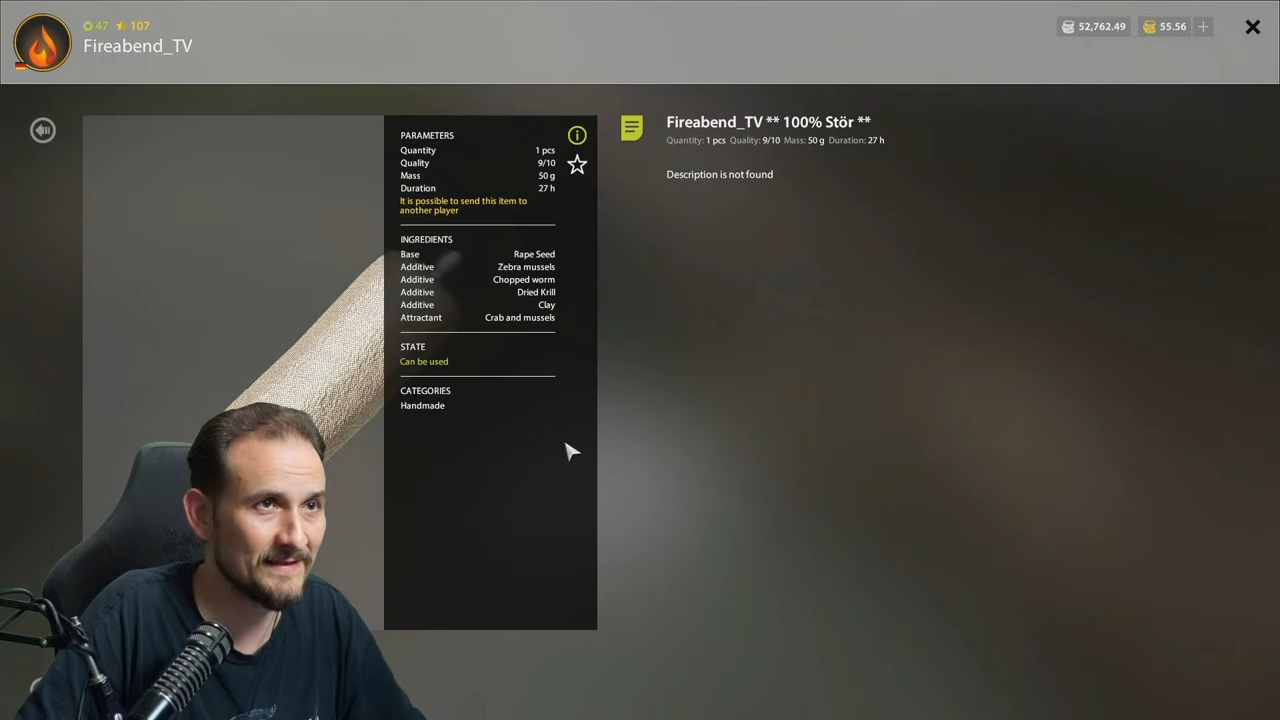 47 107
Fireabend_TV
52,762.49 55.56 +
PARAMETERS
Quantity 1 pcs
Quality 9/10
Mass 50 g
Duration 27 h
It is possible to send this item to
another player
INGREDIENTS
Base Rape Seed
Additive Zebra mussels
Additive Chopped worm
Additive Dried Krill
Additive Clay
Attractant Crab and mussels
STATE
Can be used
CATEGORIES
Handmade
Fireabend_TV ** 100% Stör **
Quantity: 1 pcs Quality: 9/10 Mass: 50 g Duration: 27 h
Description is not found